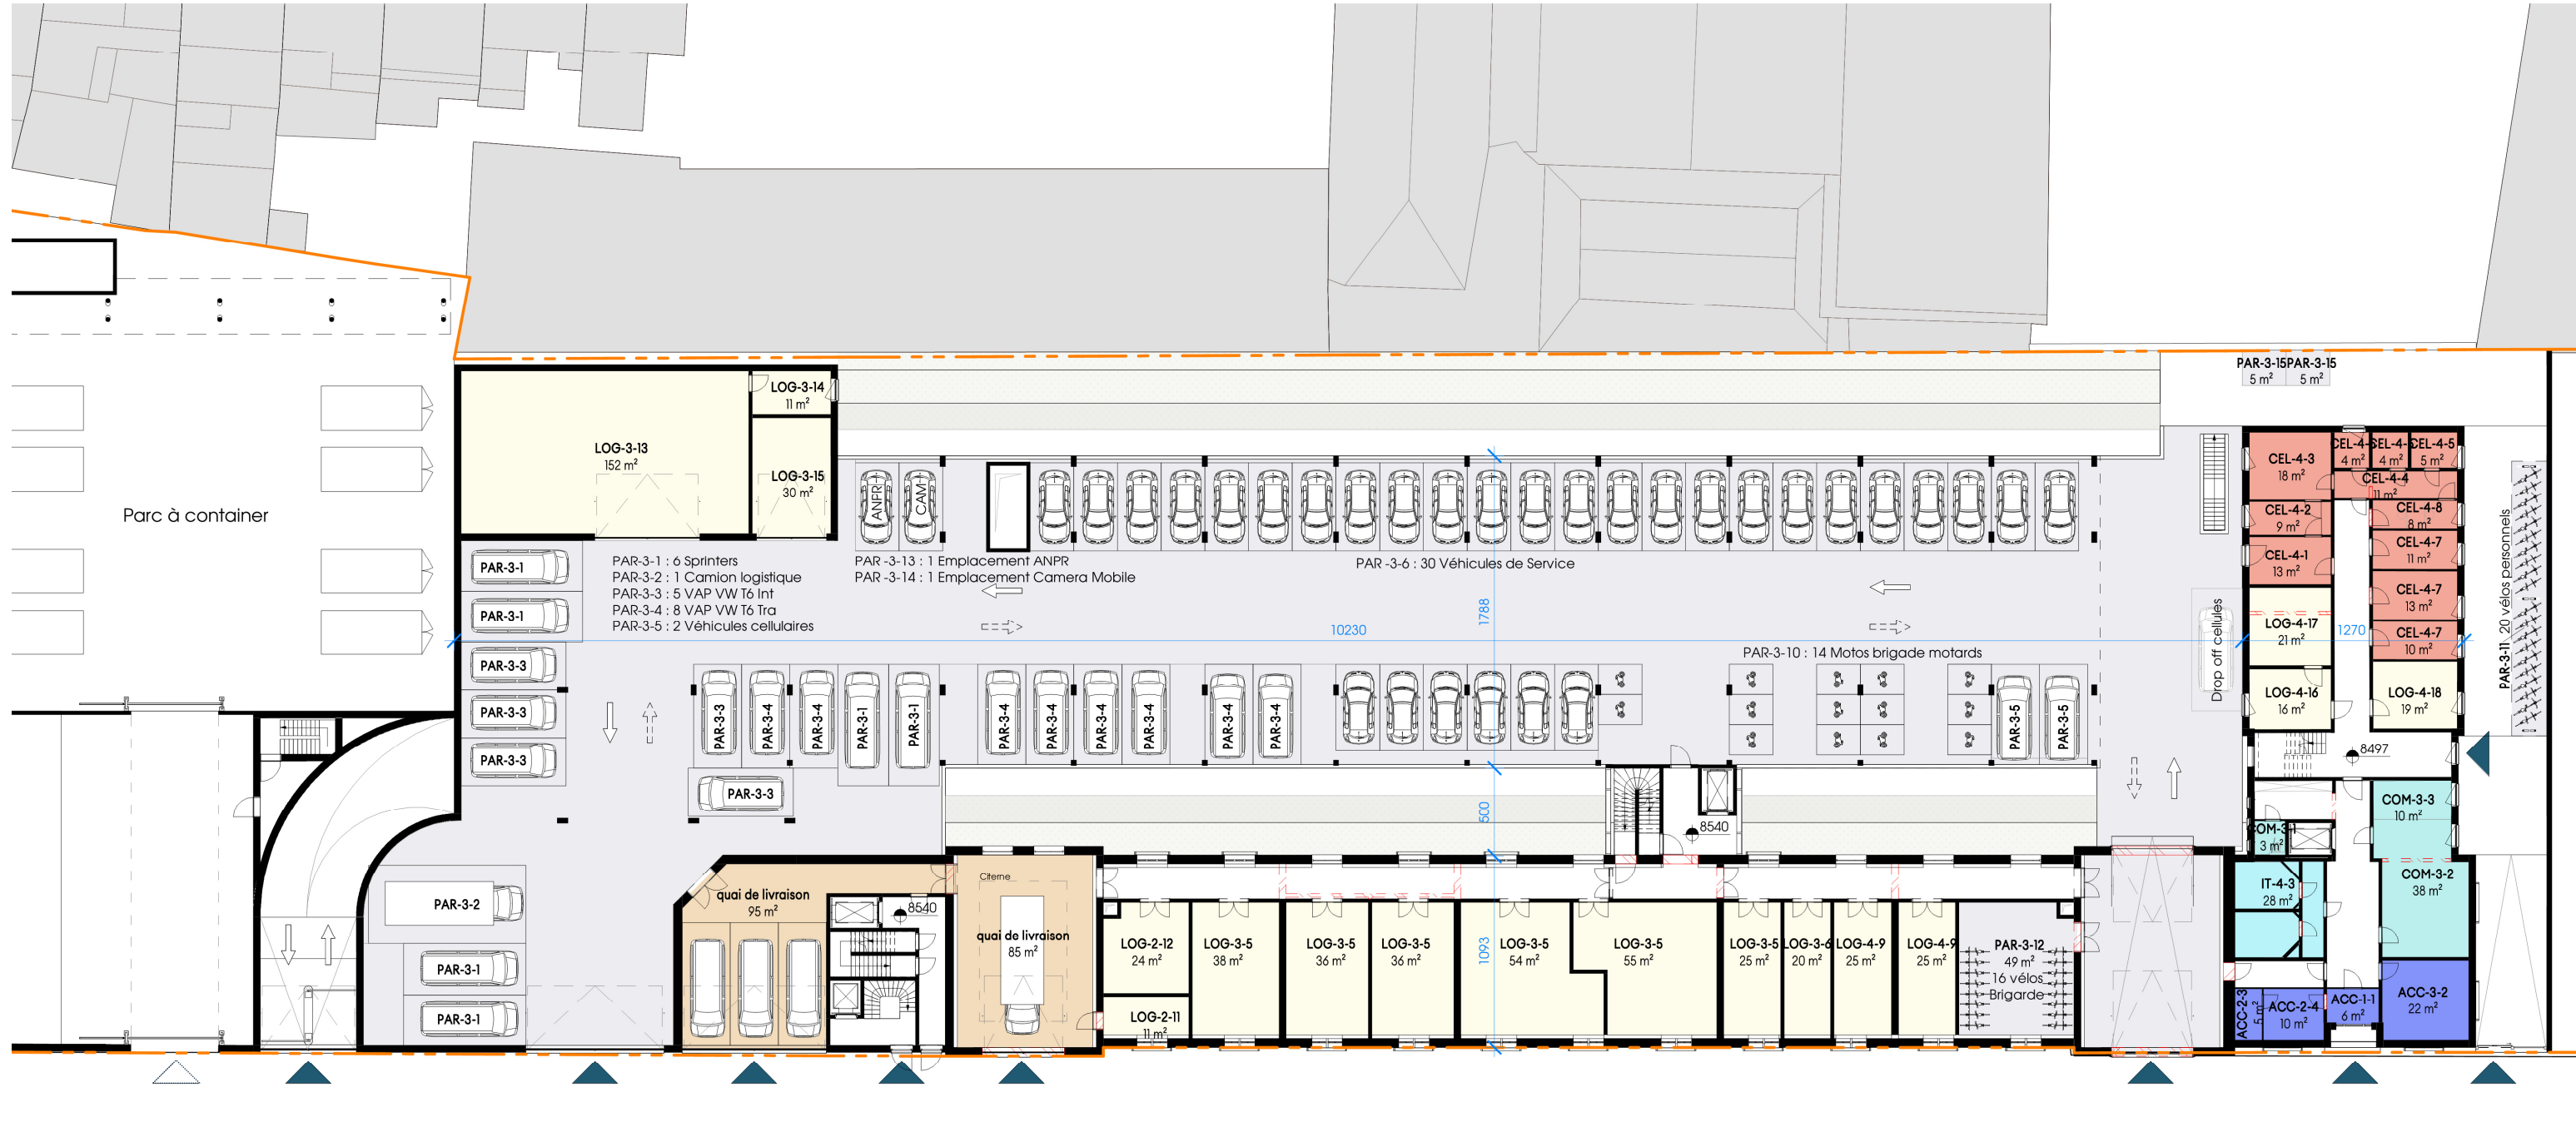 PAR-3-15
5 m²
PAR-3-15
5 m²
LOG-3-14
11 m²
LOG-3-13
152 m²
LOG-3-15
30 m²
ANPR
CAM
Parc à container
CEL-4-3
18 m²
4 m²
4 m²
CEL-4-5
5 m²
CEL-4-4
11 m²
CEL-4-2
9 m²
CEL-4-8
8 m²
CEL-4-1
13 m²
CEL-4-7
11 m²
CEL-4-7
13 m²
CEL-4-7
10 m²
PAR-3-11 20 vélos personnels
PAR-3-1
PAR-3-1
PAR-3-3
PAR-3-3
PAR-3-3
PAR-3-1 : 6 Sprinters
PAR-3-2 : 1 Camion logistique
PAR-3-3 : 5 VAP VW T6 Int
PAR-3-4 : 8 VAP VW T6 Tra
PAR-3-5 : 2 Véhicules cellulaires
PAR -3-13 : 1 Emplacement ANPR
PAR -3-14 : 1 Emplacement Camera Mobile
PAR -3-6 : 30 Véhicules de Service
1788
10230
1270
PAR-3-10 : 14 Motos brigade motards
Drop off cellules
LOG-4-17
21 m²
LOG-4-16
16 m²
LOG-4-18
19 m²
PAR-3-3
PAR-3-4
PAR-3-4
PAR-3-1
PAR-3-1
PAR-3-4
PAR-3-4
PAR-3-4
PAR-3-4
PAR-3-4
PAR-3-4
PAR-3-5
PAR-3-5
PAR-3-3
8497
500
8540
COM-3-3
10 m²
3 m²
COM-3-2
38 m²
IT-4-3
28 m²
PAR-3-2
PAR-3-1
PAR-3-1
quai de livraison
95 m²
8540
Citerne
quai de livraison
85 m²
LOG-2-12
24 m²
LOG-2-11
11 m²
LOG-3-5
38 m²
LOG-3-5
36 m²
LOG-3-5
36 m²
1093
LOG-3-5
54 m²
LOG-3-5
55 m²
LOG-3-5
25 m²
LOG-3-6
20 m²
LOG-4-9
25 m²
LOG-4-9
25 m²
PAR-3-12
49 m²
16 vélos
Brigarde
ACC-2-3
5 m²
ACC-2-4
10 m²
ACC-1-1
6 m²
ACC-3-2
22 m²